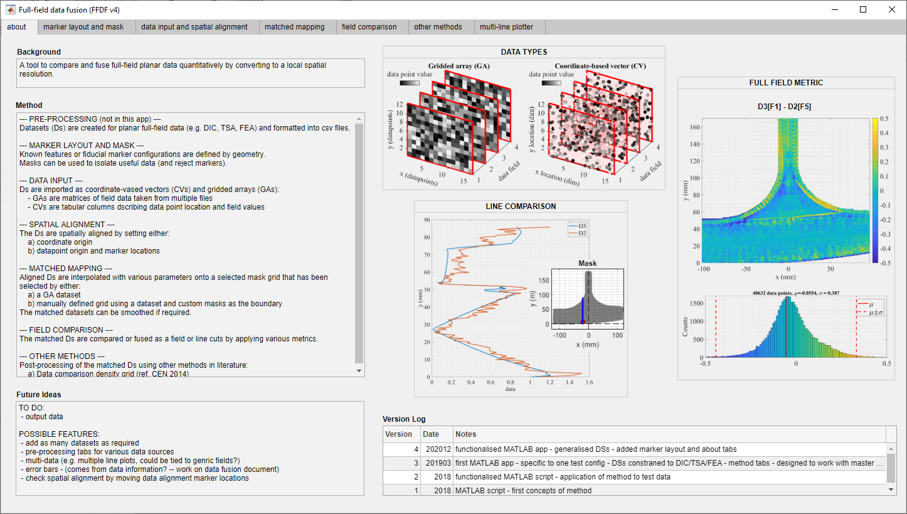 Full-field data fusion (FFDF v4)
about
marker layout and mask
data input and spatial alignment
matched mapping
field comparison
other methods
multi-line plotter
Background
A tool to compare and fuse full-field planar data quantitatively by converting to a local spatial
resolution.
Method
--- PRE-PROCESSING (not in this app) ---
Datasets (Ds) are created for planar full-field data (e.g. DIC, TSA, FEA) and formatted into csv files.
--- MARKER LAYOUT AND MASK ---
Known features or fiducial marker configurations are defined by geometry.
Masks can be used to isolate useful data (and reject markers).
--- DATA INPUT ---
Ds are imported as coordinate-vased vectors (CVs) and gridded arrays (GAs):
- GAs are matrices of field data taken from multiple files
- CVs are tabular columns dscribing data point location and field values
--- SPATIAL ALIGNMENT ---
The Ds are spatially aligned by setting either:
a) coordinate origin
b) datapoint origin and marker locations
--- MATCHED MAPPING ---
Aligned Ds are interpolated with various parameters onto a selected mask grid that has been
selected by either:
a) a GA dataset
b) manually defined grid using a dataset and custom masks as the boundary
The matched datasets can be smoothed if required.
--- FIELD COMPARISON ---
The matched Ds are compared or fused as a field or line cuts by applying various metrics.
--- OTHER METHODS ---
Post-processing of the matched Ds using other methods in literature:
a) Data comparison density grid (ref. CEN 2014)
Future Ideas
TO DO:
- output data
POSSIBLE FEATURES:
- add as many datasets as required
- pre-processing tabs for various data sources
- multi-data (e.g. multiple line plots, could be tied to genric fields?)
- error bars - (comes from data information? -- work on data fusion document)
- check spatial alignment by moving data alignment marker locations
DATA TYPES
Gridded array (GA)
data point value
y (datapoints)
12
10
8
6
4
2
x (datapoints)
5
10
15
1
2
3
4
data field
Coordinate-based vector (CV)
data point value
y location (dim)
12
10
8
6
4
2
x location (dim)
5
10
15
1
2
3
4
data field
LINE COMPARISON
90
80
70
60
50
40
30
20
10
0
y (mm)
0
0.2
0.4
0.6
0.8
1
1.2
1.4
1.6
data
D3
D2
Mask
150
100
50
0
y (m)
-100
0
100
x (mm)
FULL FIELD METRIC
D3[F1] - D2[F5]
160
140
120
100
80
60
40
20
0
y (mm)
-100
-50
0
50
x (mm)
0.5
0.4
0.3
0.2
0.1
0
-0.1
-0.2
-0.3
-0.4
-0.5
40632 data points, μ=-0.0554, σ = 0.387
1500
1000
500
0
Counts
-0.5
0
0.5
μ
μ±σ
Version Log
Version
Date
Notes
4 202012 functionalised MATLAB app - generalised DSs - added marker layout and about tabs
3 201903 first MATLAB app - specific to one test config - DSs constrained to DIC/TSA/FEA - method tabs - designed to work with master ...
2 2018 functionalised MATLAB script - application of method to test data
1 2018 MATLAB script - first concepts of method